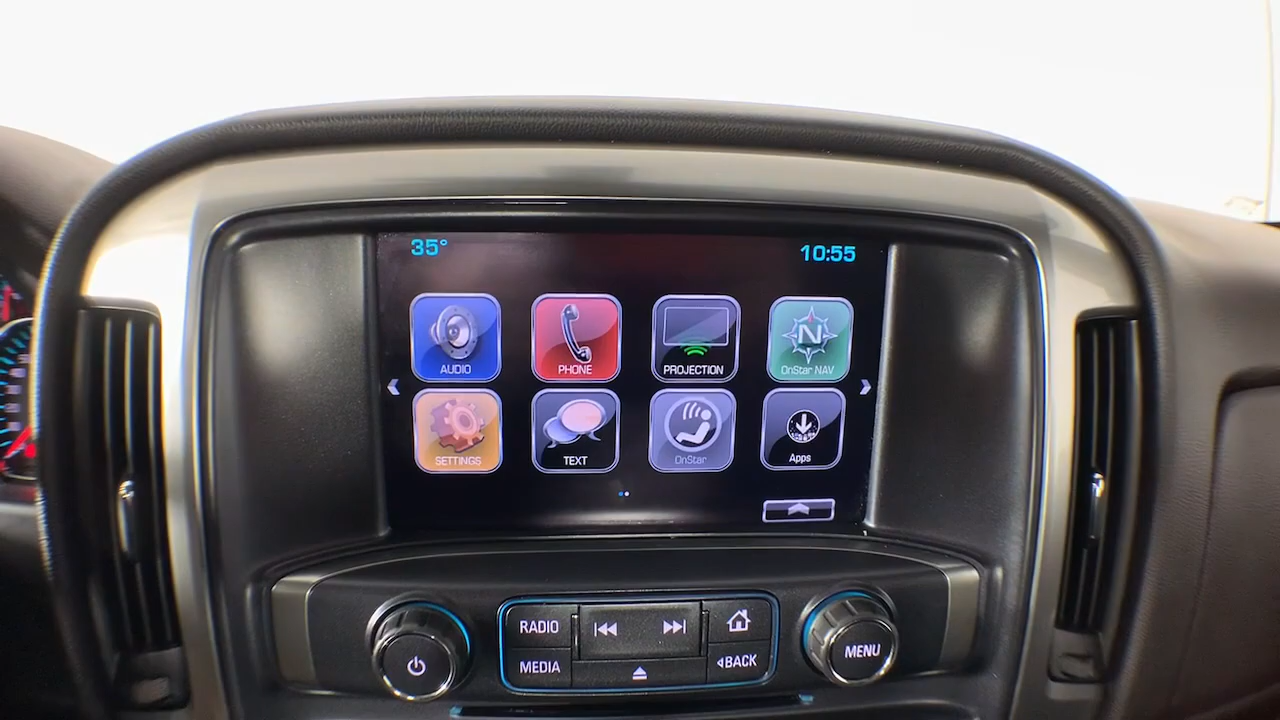 35° 10:55
AUDIO PHONE PROJECTION OnStar NAV
N
SETTINGS TEXT OnStar Apps
RADIO
MEDIA
BACK
MENU